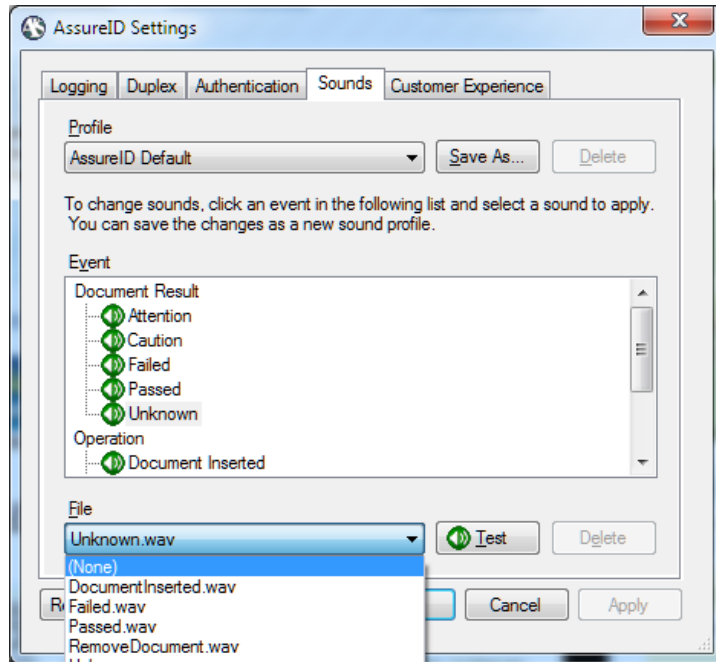 AssureID Settings
Logging Duplex Authentication Sounds Customer Experience
Profile
AssureID Default Save As... Delete
To change sounds, click an event in the following list and select a sound to apply.
You can save the changes as a new sound profile.
Event
Document Result
Attention
Caution
Failed
Passed
Unknown
Operation
Document Inserted
File
Unknown.wav Test Delete
(None)
DocumentInserted.wav
Failed.wav Cancel Apply
Passed.wav
RemoveDocument.wav